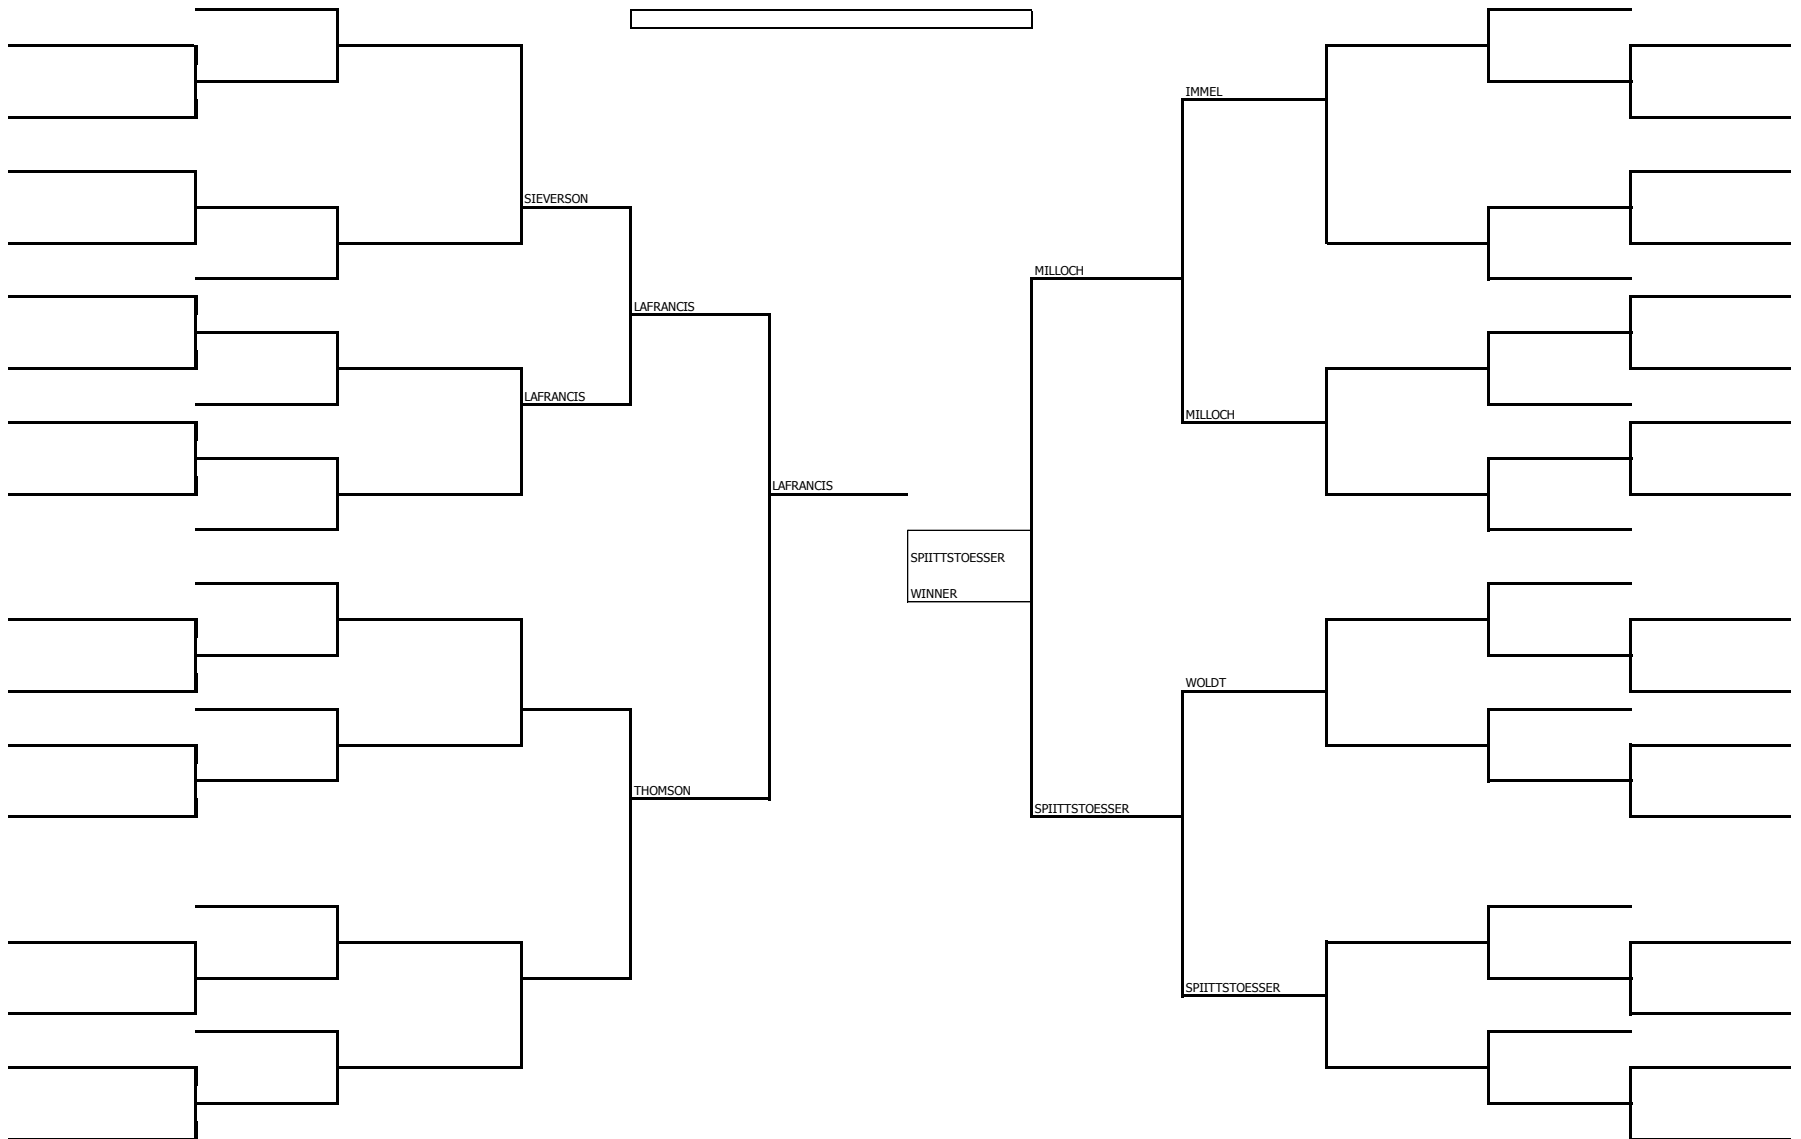 IMMEL
SIEVERSON
MILLOCH
LAFRANCIS
LAFRANCIS
MILLOCH
LAFRANCIS
SPIITTSTOESSER
WINNER
WOLDT
THOMSON
SPIITTSTOESSER
SPIITTSTOESSER